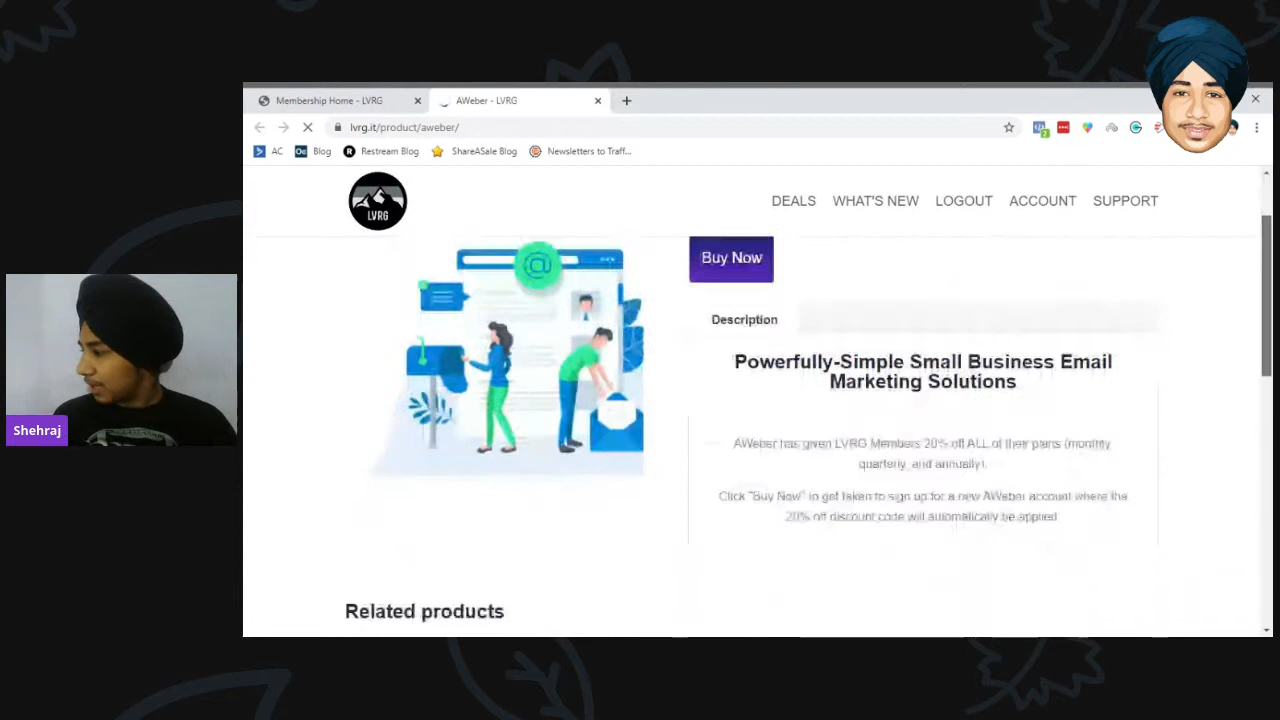 Membership Home - LVRG
AWeber - LVRG
lvrg.it/product/aweber/
AC
Blog
Restream Blog
ShareASale Blog
Newsletters to Traff...
LVRG
DEALS
WHAT'S NEW
LOGOUT
ACCOUNT
SUPPORT
Buy Now
Description
Powerfully-Simple Small Business Email
Marketing Solutions
AWeber has given LVRG Members 20% off ALL of their plans (monthly
quarterly, and annually).
Click "Buy Now" to get taken to sign up for a new AWeber account where the
20% off discount code will automatically be applied
Related products
Shehraj